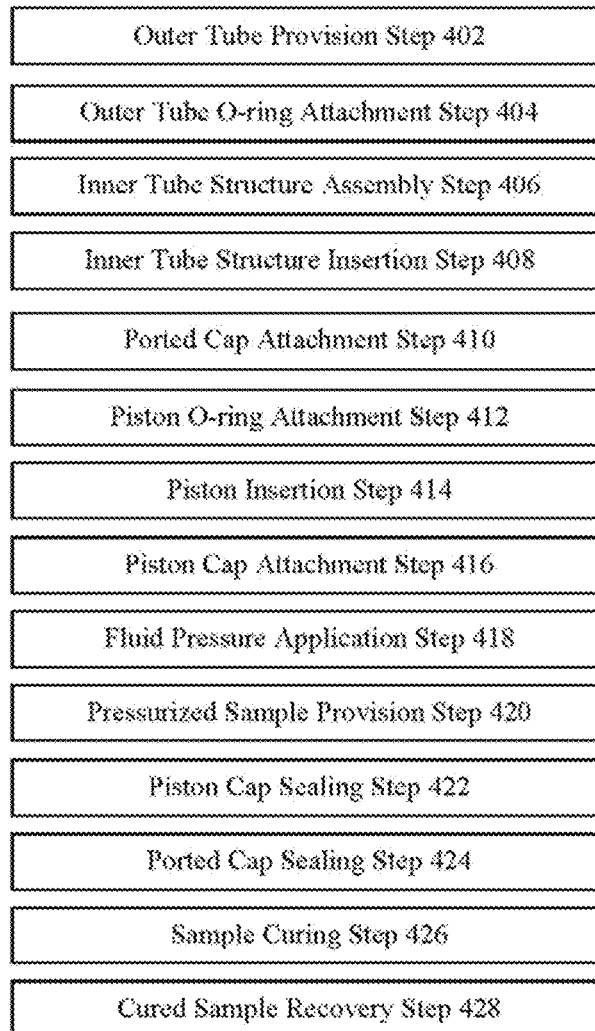 Outer Tube Provision Step 402
Outer Tube O-ring Attachment Step 404
Inner Tube Structure Assembly Step 406
Inner Tube Structure Insertion Step 408
Ported Cap Attachment Step 410
Piston O-ring Attachment Step 412
Piston Insertion Step 414
Piston Cap Attachment Step 416
Fluid Pressure Application Step 418
Pressurized Sample Provision Step 420
Piston Cap Sealing Step 422
Ported Cap Sealing Step 424
Sample Curing Step 426
Cured Sample Recovery Step 428